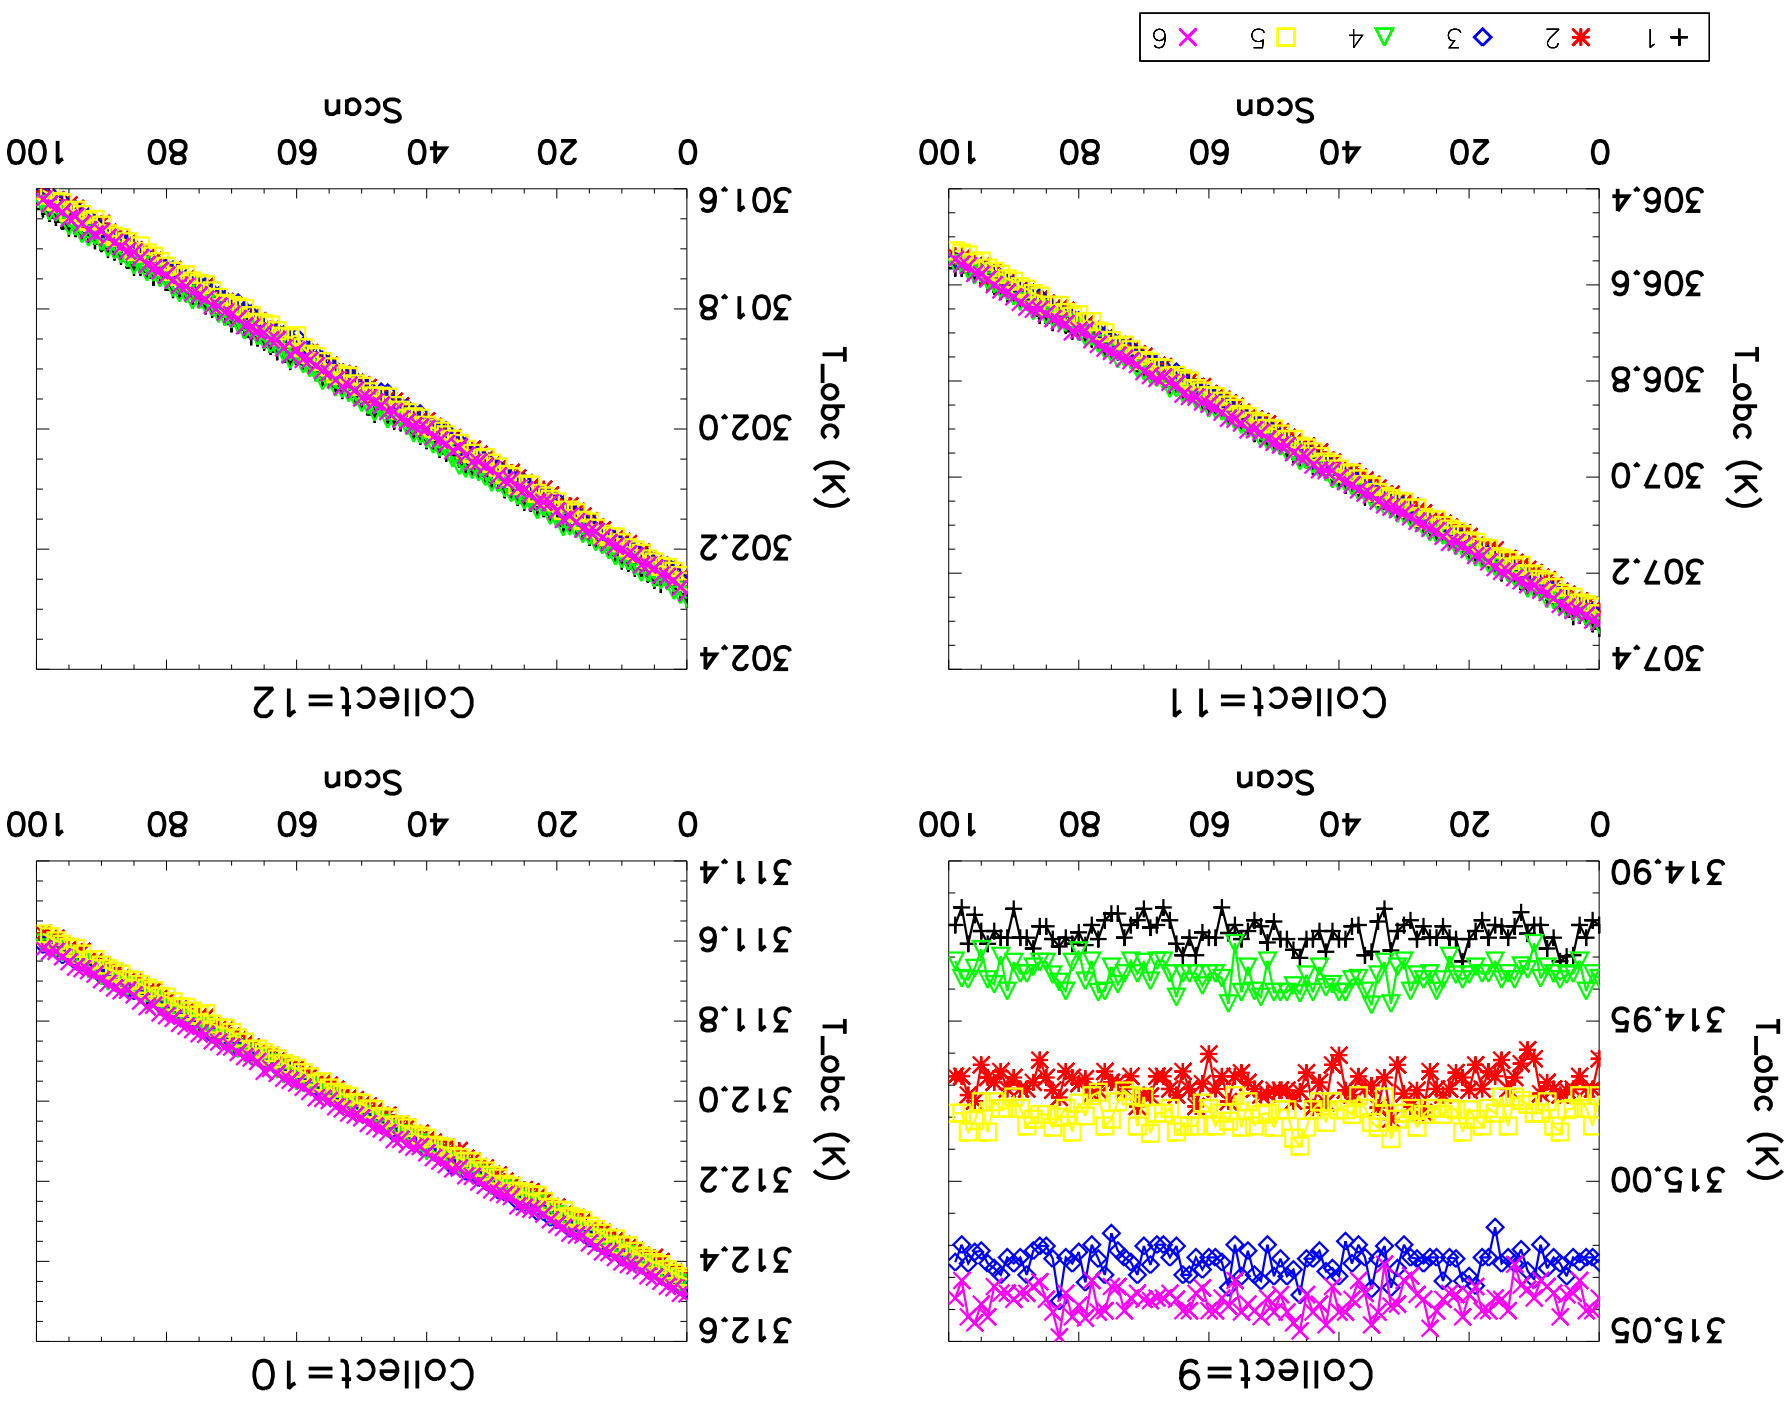 Collect=9
315.05
315.00
314.95
314.90
T_obc (K)
0 20 40 60 80 100
Scan
Collect=10
312.6
312.4
312.2
312.0
311.8
311.6
311.4
T_obc (K)
0 20 40 60 80 100
Scan
Collect=11
307.4
307.2
307.0
306.8
306.6
306.4
T_obc (K)
0 20 40 60 80 100
Scan
Collect=12
302.4
302.2
302.0
301.8
301.6
T_obc (K)
0 20 40 60 80 100
Scan
1 2 3 4 5 6